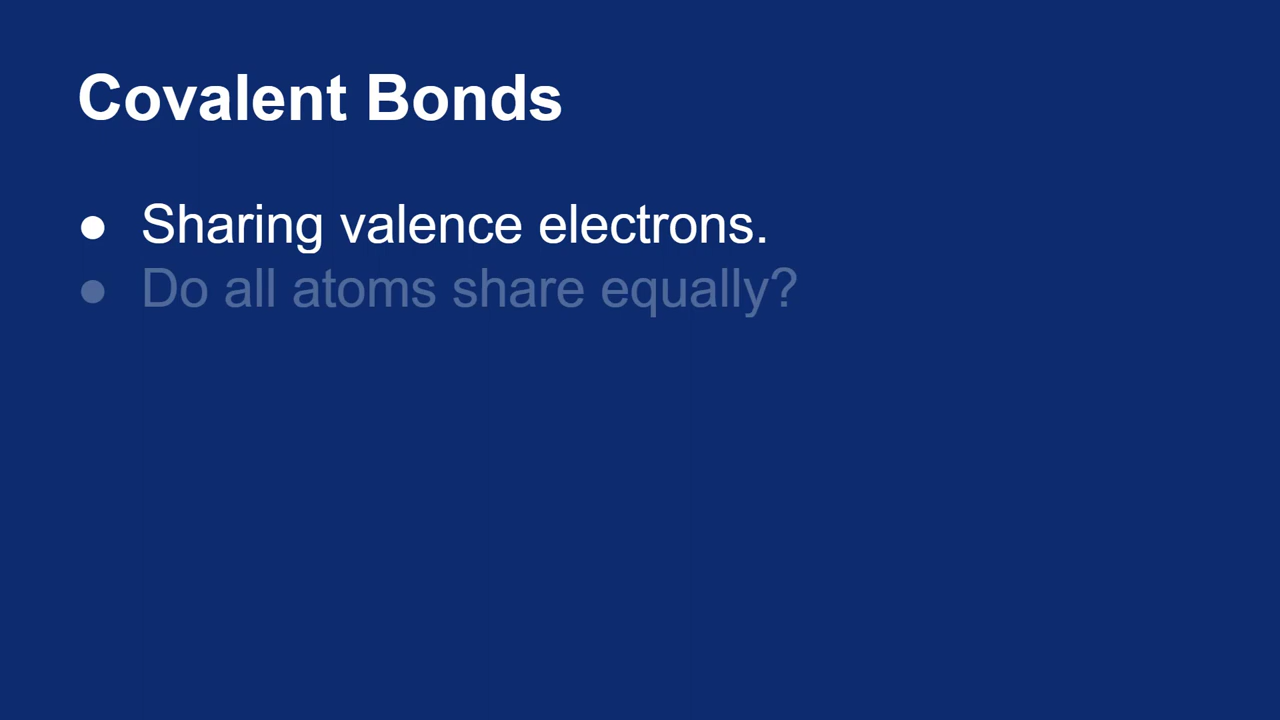 Covalent Bonds
● Sharing valence electrons.
● Do all atoms share equally?